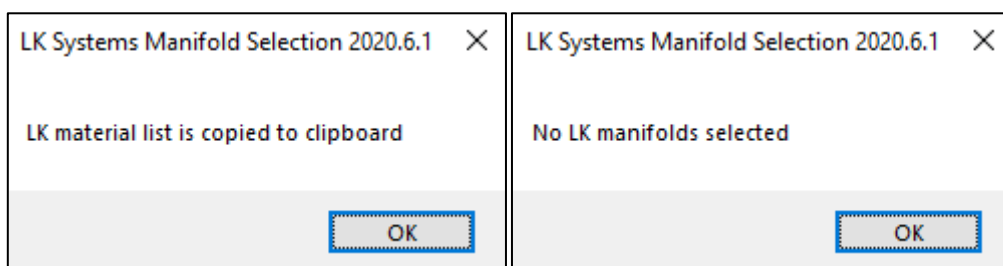 LK Systems Manifold Selection 2020.6.1
LK material list is copied to clipboard
OK
LK Systems Manifold Selection 2020.6.1
No LK manifolds selected
OK